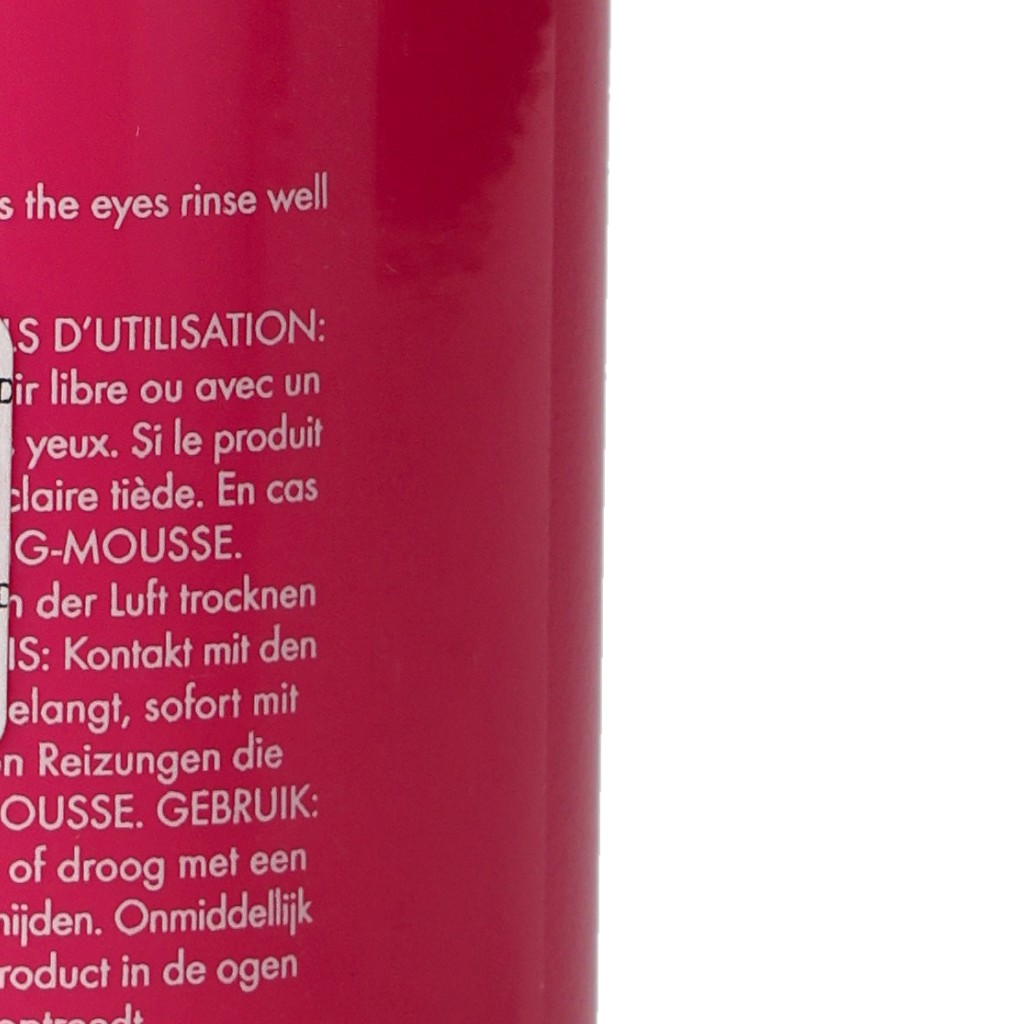 s the eyes rinse well
LS D'UTILISATION:
oir libre ou avec un
yeux. Si le produit
claire tiède. En cas
G-MOUSSE.
n der Luft trocknen
IS: Kontakt mit den
elangt, sofort mit
n Reizungen die
OUSSE. GEBRUIK:
of droog met een
nijden. Onmiddellijk
roduct in de ogen